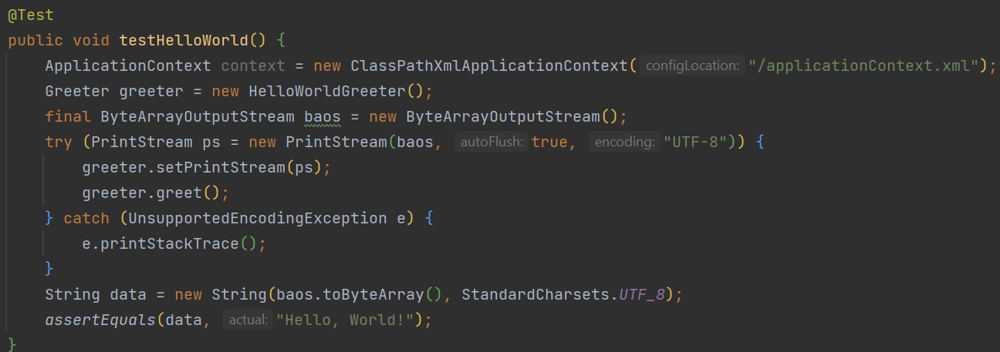 @Test
public void testHelloWorld() {
    ApplicationContext context = new ClassPathXmlApplicationContext( configLocation: "/applicationContext.xml");
    Greeter greeter = new HelloWorldGreeter();
    final ByteArrayOutputStream baos = new ByteArrayOutputStream();
    try (PrintStream ps = new PrintStream(baos, autoFlush: true, encoding: "UTF-8")) {
        greeter.setPrintStream(ps);
        greeter.greet();
    } catch (UnsupportedEncodingException e) {
        e.printStackTrace();
    }
    String data = new String(baos.toByteArray(), StandardCharsets.UTF_8);
    assertEquals(data, actual: "Hello, World!");
}